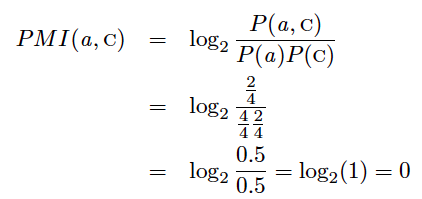 PMI(a, C) = log₂ P(a, C) / P(a)P(C)
= log₂ (2/4) / (4/4 2/4)
= log₂ 0.5 / 0.5 = log₂(1) = 0